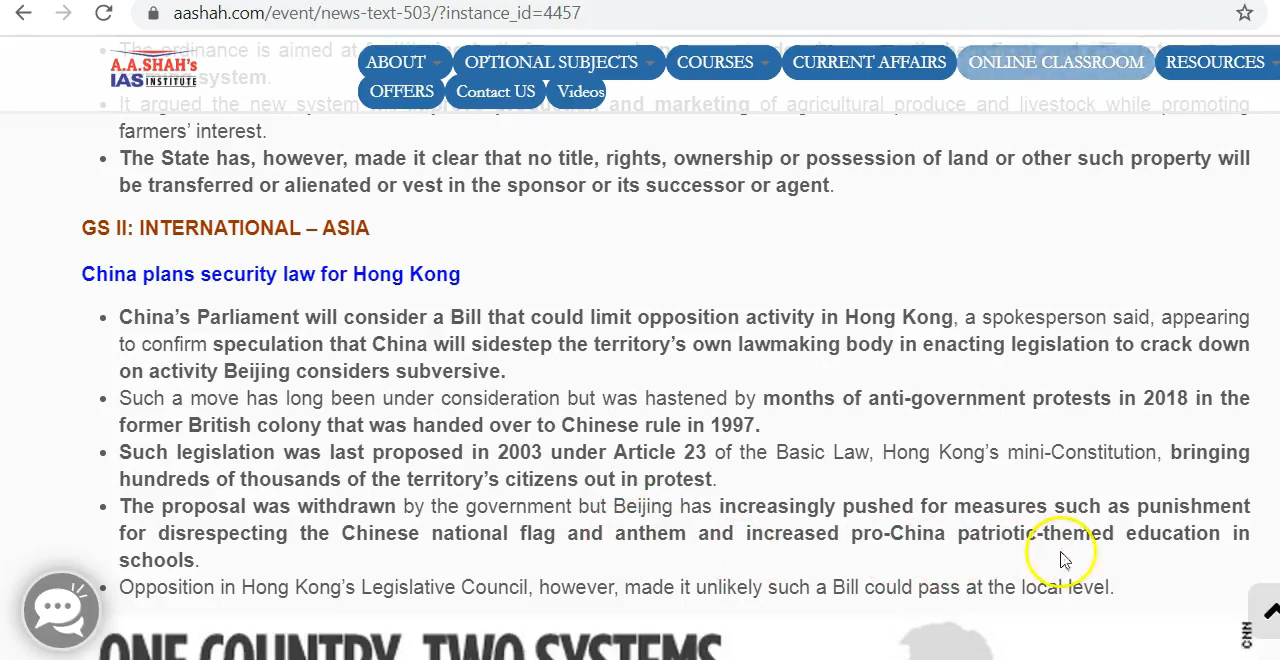 aashah.com/event/news-text-503/?instance_id=4457
The ordinance is aimed at
A.A.SHAH'S
IAS INSTITUTE
ABOUT OPTIONAL SUBJECTS COURSES CURRENT AFFAIRS ONLINE CLASSROOM RESOURCES
OFFERS Contact US Videos
system.
It argued the new system and marketing of agricultural produce and livestock while promoting
farmers' interest.
• The State has, however, made it clear that no title, rights, ownership or possession of land or other such property will
be transferred or alienated or vest in the sponsor or its successor or agent.
GS II: INTERNATIONAL – ASIA
China plans security law for Hong Kong
• China's Parliament will consider a Bill that could limit opposition activity in Hong Kong, a spokesperson said, appearing
to confirm speculation that China will sidestep the territory's own lawmaking body in enacting legislation to crack down
on activity Beijing considers subversive.
• Such a move has long been under consideration but was hastened by months of anti-government protests in 2018 in the
former British colony that was handed over to Chinese rule in 1997.
• Such legislation was last proposed in 2003 under Article 23 of the Basic Law, Hong Kong's mini-Constitution, bringing
hundreds of thousands of the territory's citizens out in protest.
• The proposal was withdrawn by the government but Beijing has increasingly pushed for measures such as punishment
for disrespecting the Chinese national flag and anthem and increased pro-China patriotic-themed education in
schools.
• Opposition in Hong Kong's Legislative Council, however, made it unlikely such a Bill could pass at the local level.
ONE COUNTRY, TWO SYSTEMS
CNN